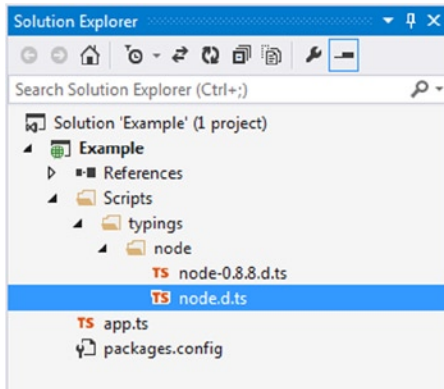 Solution Explorer
Search Solution Explorer (Ctrl+;)
Solution 'Example' (1 project)
Example
References
Scripts
typings
node
TS node-0.8.8.d.ts
TS node.d.ts
TS app.ts
packages.config